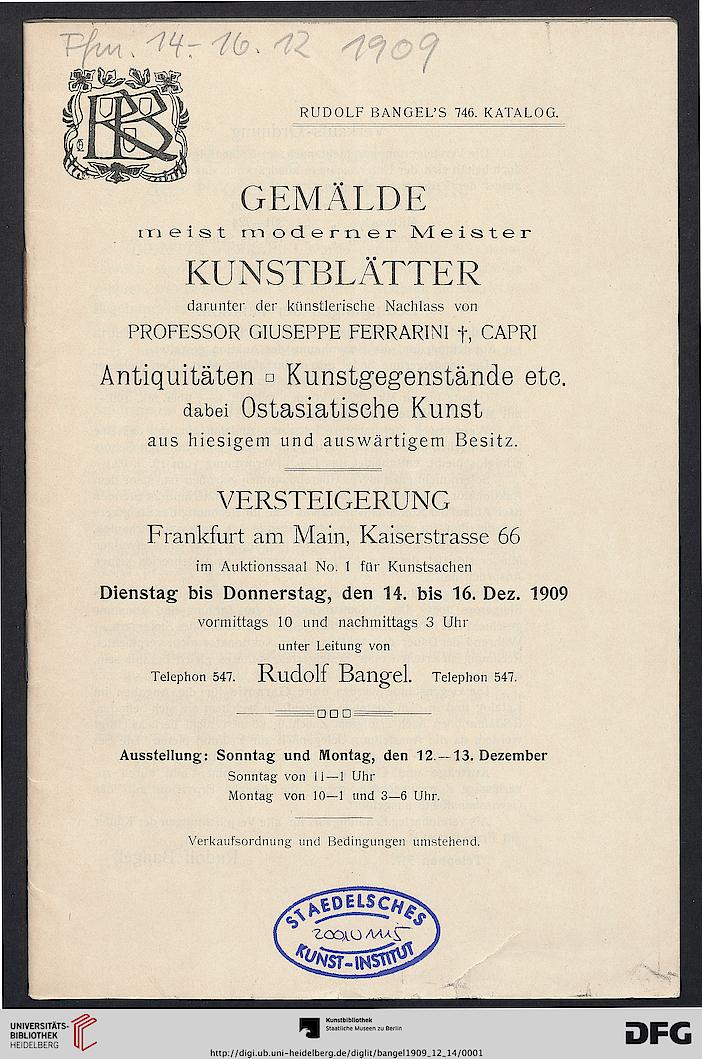 Ffm. 14.-16. 12 1909
RB
RUDOLF BANGEL'S 746. KATALOG.
GEMÄLDE
meist moderner Meister
KUNSTBLÄTTER
darunter der künstlerische Nachlass von
PROFESSOR GIUSEPPE FERRARINI †, CAPRI
Antiquitäten ▫ Kunstgegenstände etc.
dabei Ostasiatische Kunst
aus hiesigem und auswärtigem Besitz.
VERSTEIGERUNG
Frankfurt am Main, Kaiserstrasse 66
im Auktionssaal No. 1 für Kunstsachen
Dienstag bis Donnerstag, den 14. bis 16. Dez. 1909
vormittags 10 und nachmittags 3 Uhr
unter Leitung von
Telephon 547. Rudolf Bangel. Telephon 547.
Ausstellung: Sonntag und Montag, den 12.—13. Dezember
Sonntag von 11—1 Uhr
Montag von 10—1 und 3—6 Uhr.
Verkaufsordnung und Bedingungen umstehend.
STAEDELSCHES
KUNST-INSTITUT
UNIVERSITÄTS-
BIBLIOTHEK
HEIDELBERG
Kunstbibliothek
Staatliche Museen zu Berlin
DFG
http://digi.ub.uni-heidelberg.de/diglit/bangel1909_12_14/0001